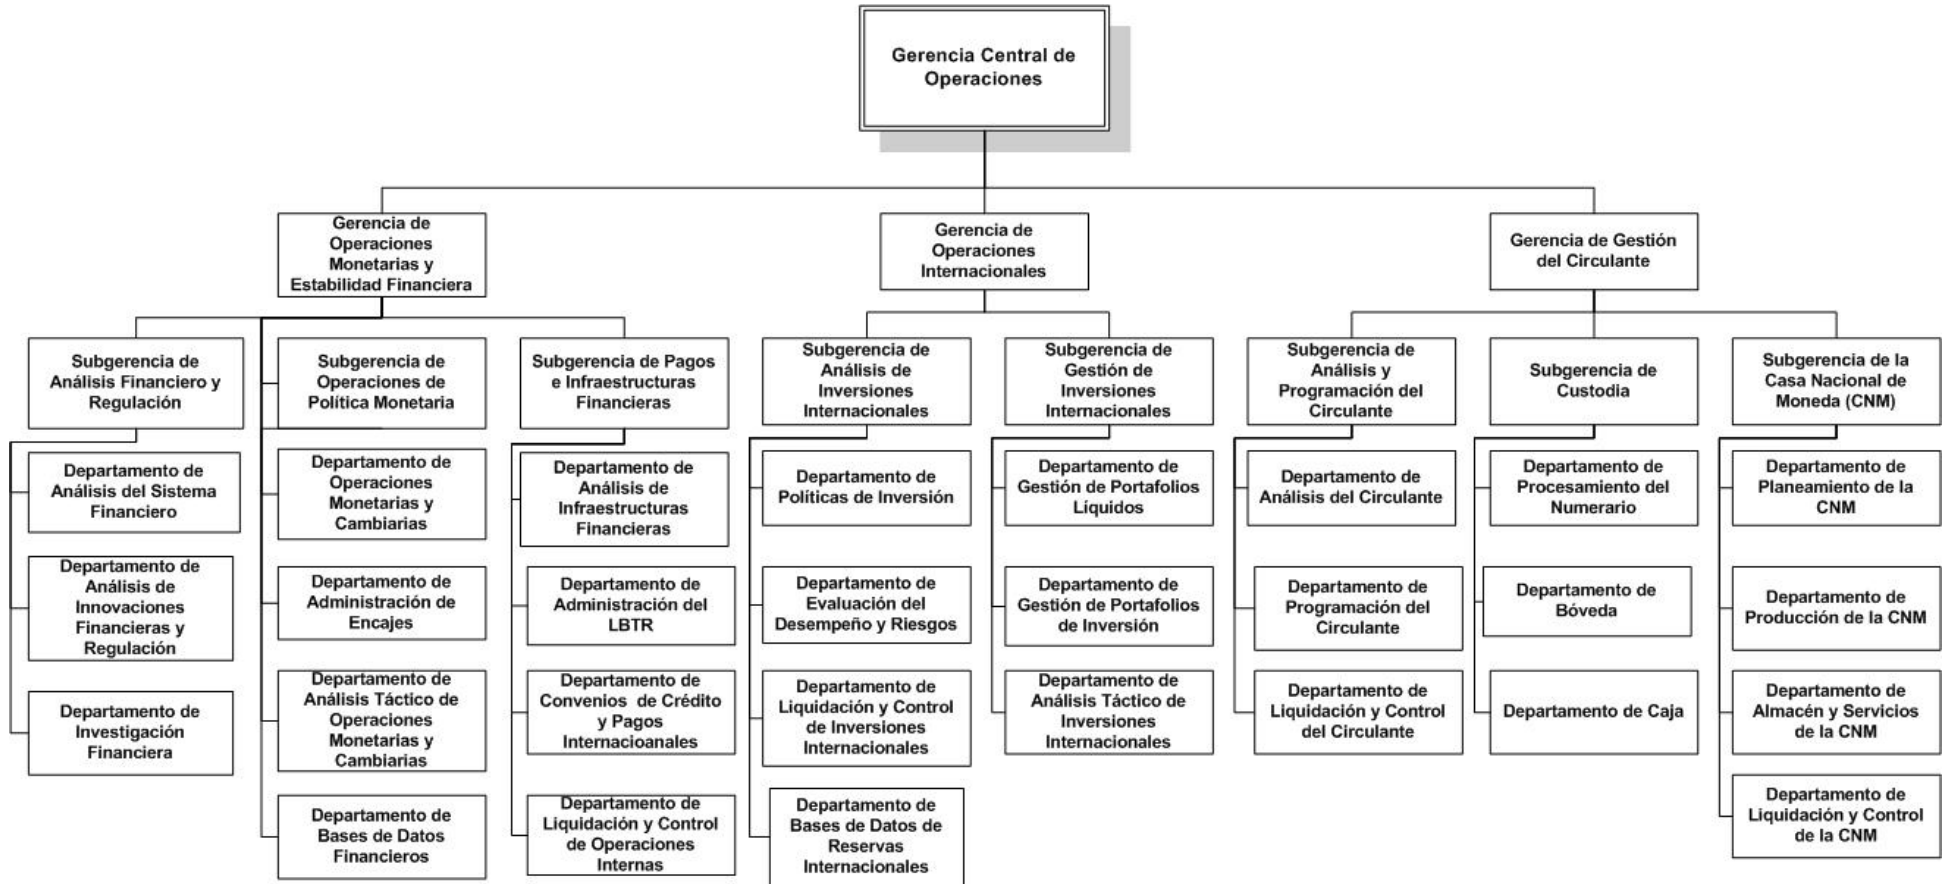 Gerencia Central de
Operaciones
Gerencia de
Operaciones
Monetarias y
Estabilidad Financiera
Gerencia de
Operaciones
Internacionales
Gerencia de Gestión
del Circulante
Subgerencia de
Análisis Financiero y
Regulación
Subgerencia de
Operaciones de
Política Monetaria
Subgerencia de Pagos
e Infraestructuras
Financieras
Subgerencia de
Análisis de
Inversiones
Internacionales
Subgerencia de
Gestión de
Inversiones
Internacionales
Subgerencia de
Análisis y
Programación del
Circulante
Subgerencia de
Custodia
Subgerencia de la
Casa Nacional de
Moneda (CNM)
Departamento de
Análisis del Sistema
Financiero
Departamento de
Operaciones
Monetarias y
Cambiarias
Departamento de
Análisis de
Infraestructuras
Financieras
Departamento de
Políticas de Inversión
Departamento de
Gestión de Portafolios
Líquidos
Departamento de
Análisis del Circulante
Departamento de
Procesamiento del
Numerario
Departamento de
Planeamiento de la
CNM
Departamento de
Análisis de
Innovaciones
Financieras y
Regulación
Departamento de
Administración de
Encajes
Departamento de
Administración del
LBTR
Departamento de
Evaluación del
Desempeño y Riesgos
Departamento de
Gestión de Portafolios
de Inversión
Departamento de
Programación del
Circulante
Departamento de
Bóveda
Departamento de
Producción de la CNM
Departamento de
Investigación
Financiera
Departamento de
Análisis Táctico de
Operaciones
Monetarias y
Cambiarias
Departamento de
Convenios de Crédito
y Pagos
Internacioanales
Departamento de
Liquidación y Control
de Inversiones
Internacionales
Departamento de
Análisis Táctico de
Inversiones
Internacionales
Departamento de
Liquidación y Control
del Circulante
Departamento de Caja
Departamento de
Almacén y Servicios
de la CNM
Departamento de
Bases de Datos
Financieros
Departamento de
Liquidación y Control
de Operaciones
Internas
Departamento de
Bases de Datos de
Reservas
Internacionales
Departamento de
Liquidación y Control
de la CNM